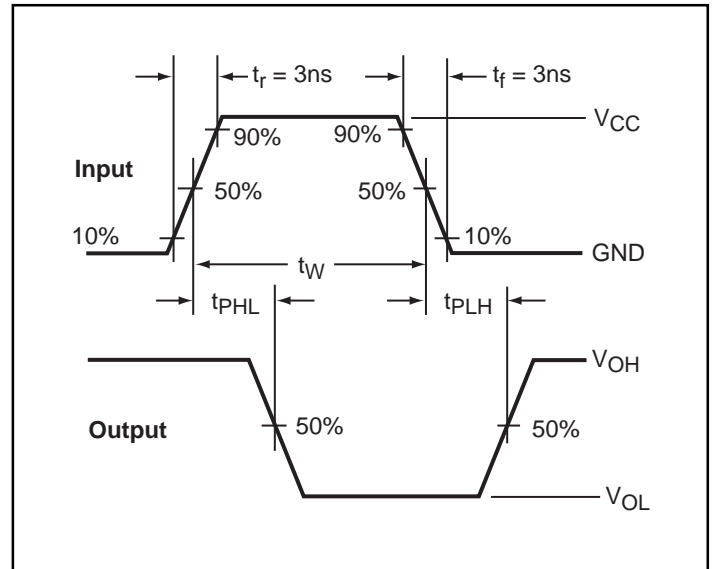 tr = 3ns
tf = 3ns
VCC
90%
90%
Input
50%
50%
10%
10%
GND
tW
tPHL
tPLH
VOH
Output
50%
50%
VOL